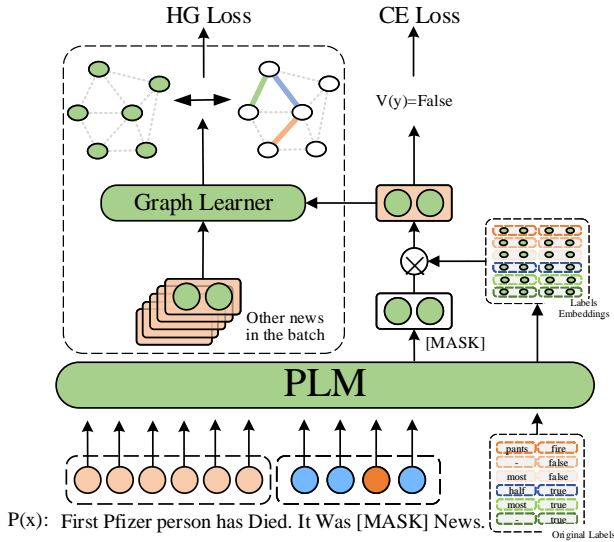 HG Loss
CE Loss
V(y)=False
Graph Learner
Other news
in the batch
Labels
Embeddings
[MASK]
PLM
pants fire
- false
most false
half true
most true
- true
Original Labels
P(x): First Pfizer person has Died. It Was [MASK] News.